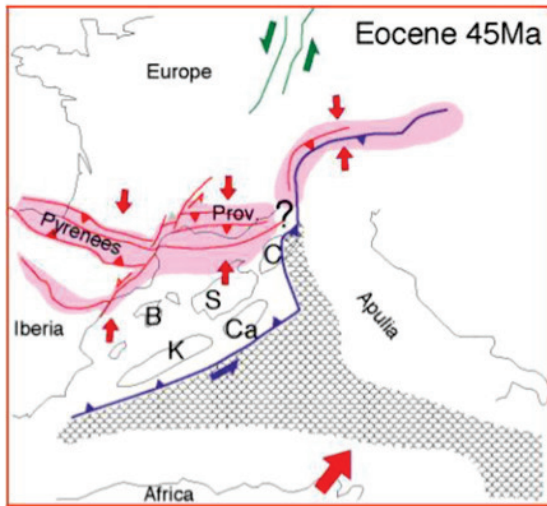 Eocene 45Ma
Europe
Prov.
Pyrenees
?
C
S
B
Iberia
Ca
K
Apulia
Africa